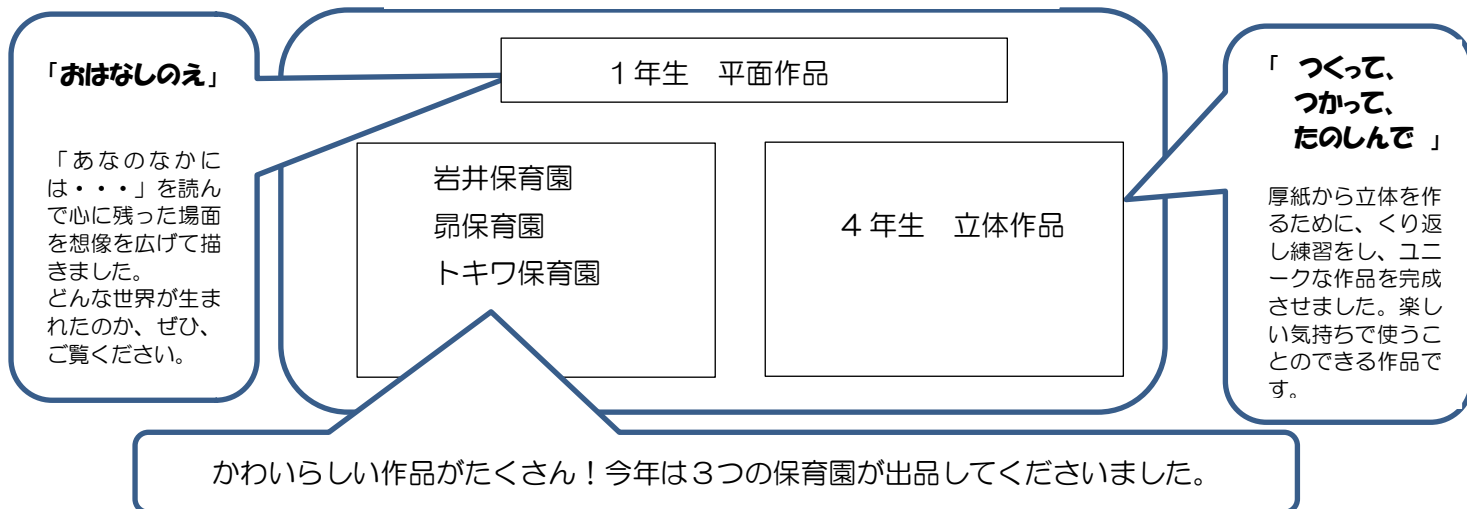 「おはなしのえ」
「あなのなかに
は・・・」を読ん
で心に残った場面
を想像を広げて描
きました。
どんな世界が生ま
れたのか、ぜひ、
ご覧ください。
１年生　平面作品
岩井保育園
昴保育園
トキワ保育園
４年生　立体作品
「　つくって、
つかって、
たのしんで　」
厚紙から立体を作
るために、くり返
し練習をし、ユニ
ークな作品を完成
させました。楽し
い気持ちで使うこ
とのできる作品で
す。
かわいらしい作品がたくさん！今年は３つの保育園が出品してくださいました。